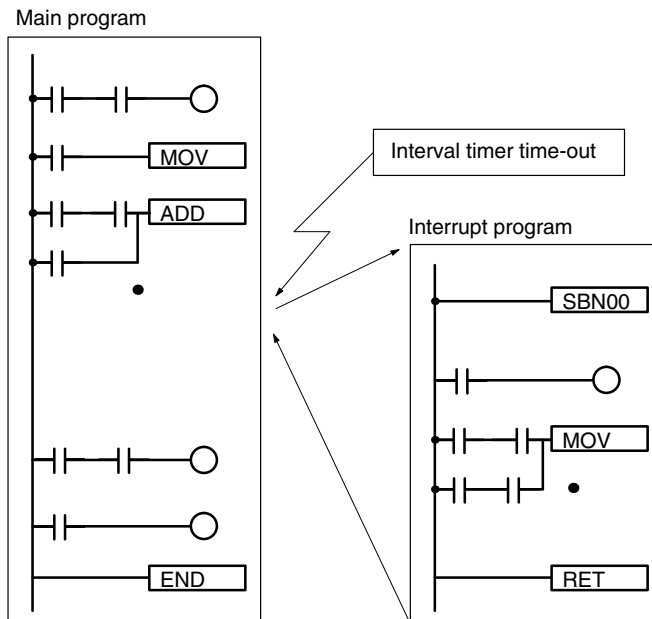 Main program
MOV
ADD
END
Interval timer time-out
Interrupt program
SBN00
MOV
RET